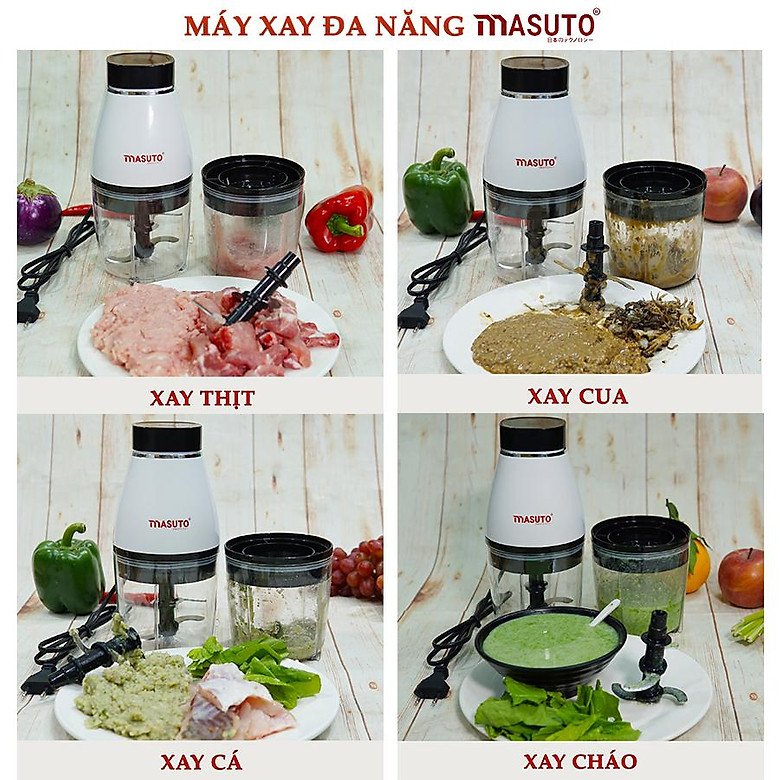 MÁY XAY ĐA NĂNG MASUTO®
日本のテクノロジー
MASUTO®
MASUTO®
XAY THỊT
XAY CUA
MASUTO®
MASUTO®
XAY CÁ
XAY CHÁO